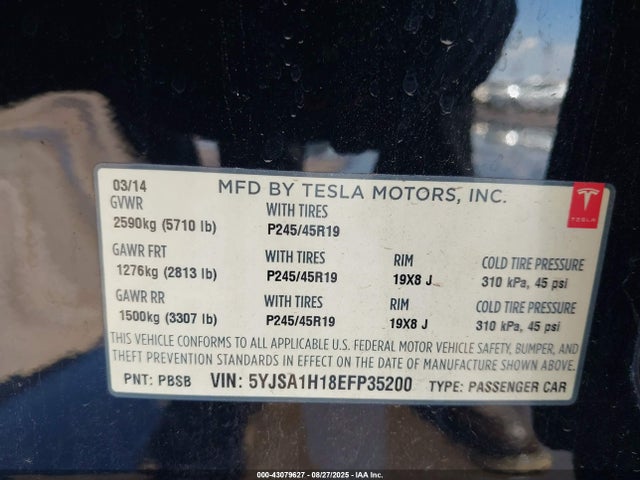 03/14 MFD BY TESLA MOTORS, INC.
GVWR WITH TIRES
2590kg (5710 lb) P245/45R19
GAWR FRT WITH TIRES RIM COLD TIRE PRESSURE
1276kg (2813 lb) P245/45R19 19X8 J 310 kPa, 45 psi
GAWR RR WITH TIRES RIM COLD TIRE PRESSURE
1500kg (3307 lb) P245/45R19 19X8 J 310 kPa, 45 psi
THIS VEHICLE CONFORMS TO ALL APPLICABLE U.S. FEDERAL MOTOR VEHICLE SAFETY, BUMPER, AND
THEFT PREVENTION STANDARDS IN EFFECT ON THE DATE OF MANUFACTURE SHOWN ABOVE.
PNT: PBSB VIN: 5YJSA1H18EFP35200 TYPE: PASSENGER CAR
TESLA
000-43079627 - 08/27/2025 - IAA Inc.